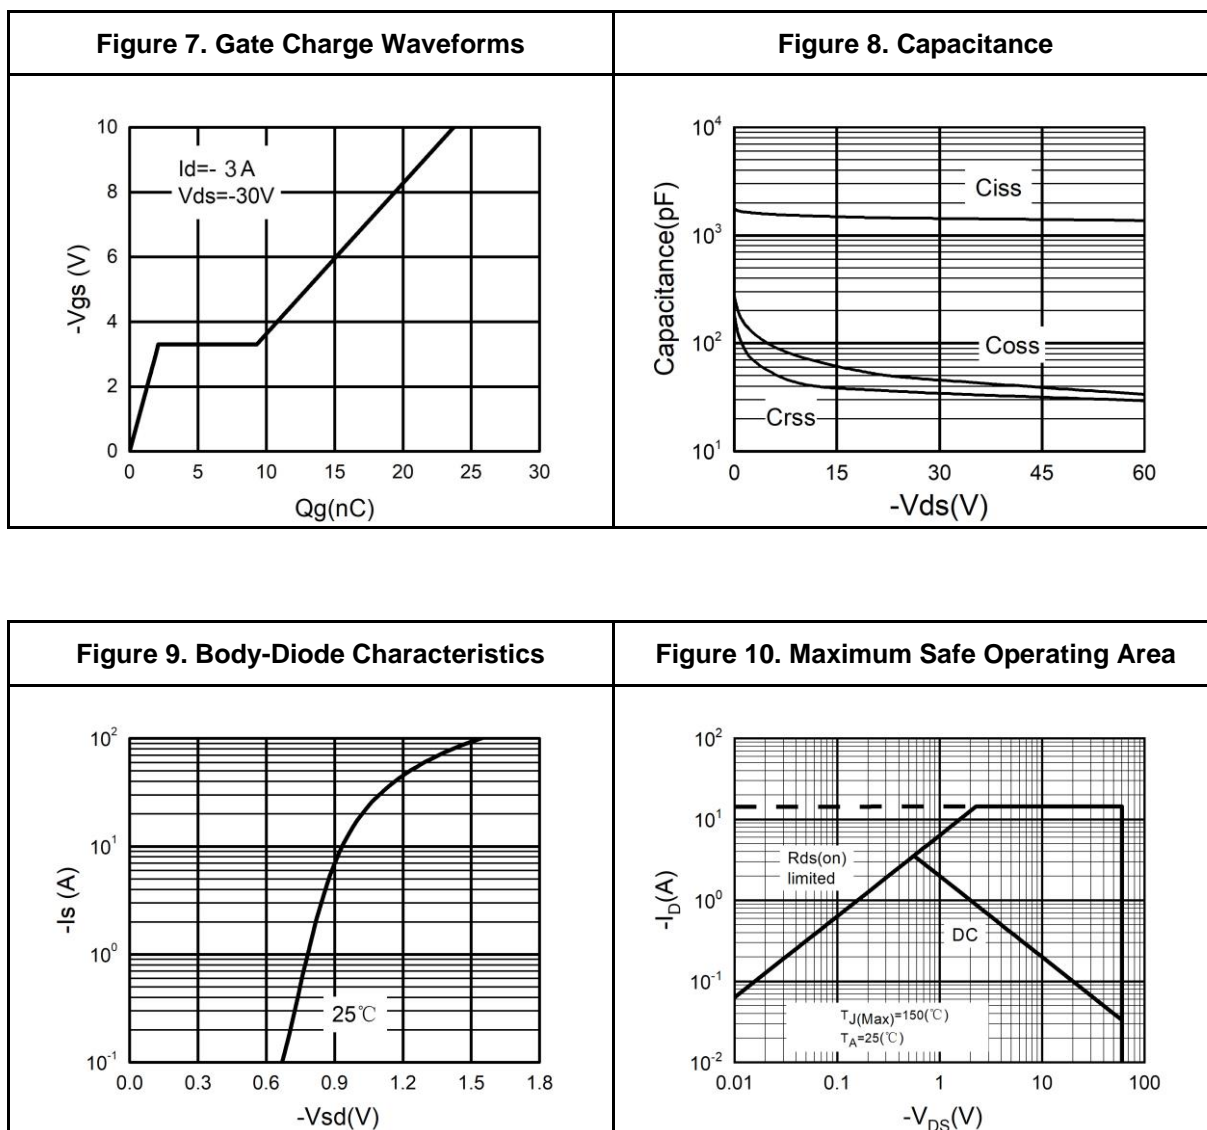 Figure 7. Gate Charge Waveforms
Figure 8. Capacitance
10
8
6
4
2
0
-Vgs (V)
Id=- 3 A
Vds=-30V
0 5 10 15 20 25 30
Qg(nC)
10⁴
10³
10²
10¹
Capacitance(pF)
Ciss
Coss
Crss
0 15 30 45 60
-Vds(V)
Figure 9. Body-Diode Characteristics
Figure 10. Maximum Safe Operating Area
10²
10¹
10⁰
10⁻¹
-Is (A)
25℃
0.0 0.3 0.6 0.9 1.2 1.5 1.8
-Vsd(V)
10²
10¹
10⁰
10⁻¹
10⁻²
-I_D(A)
Rds(on)
limited
DC
T_J(Max)=150(℃)
T_A=25(℃)
0.01 0.1 1 10 100
-V_DS(V)